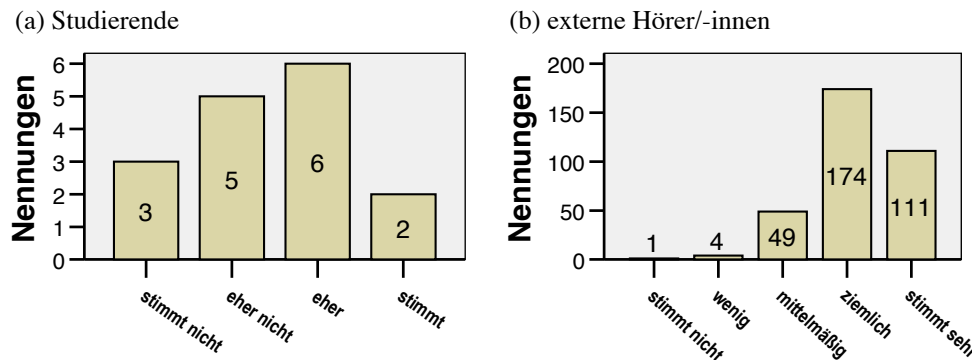 (a) Studierende
Nennungen
6
5
4
3
2
1
0
3
5
6
2
stimmt nicht
eher nicht
eher
stimmt
(b) externe Hörer/-innen
Nennungen
200
150
100
50
0
1
4
49
174
111
stimmt nicht
wenig
mittelmäßig
ziemlich
stimmt sehr